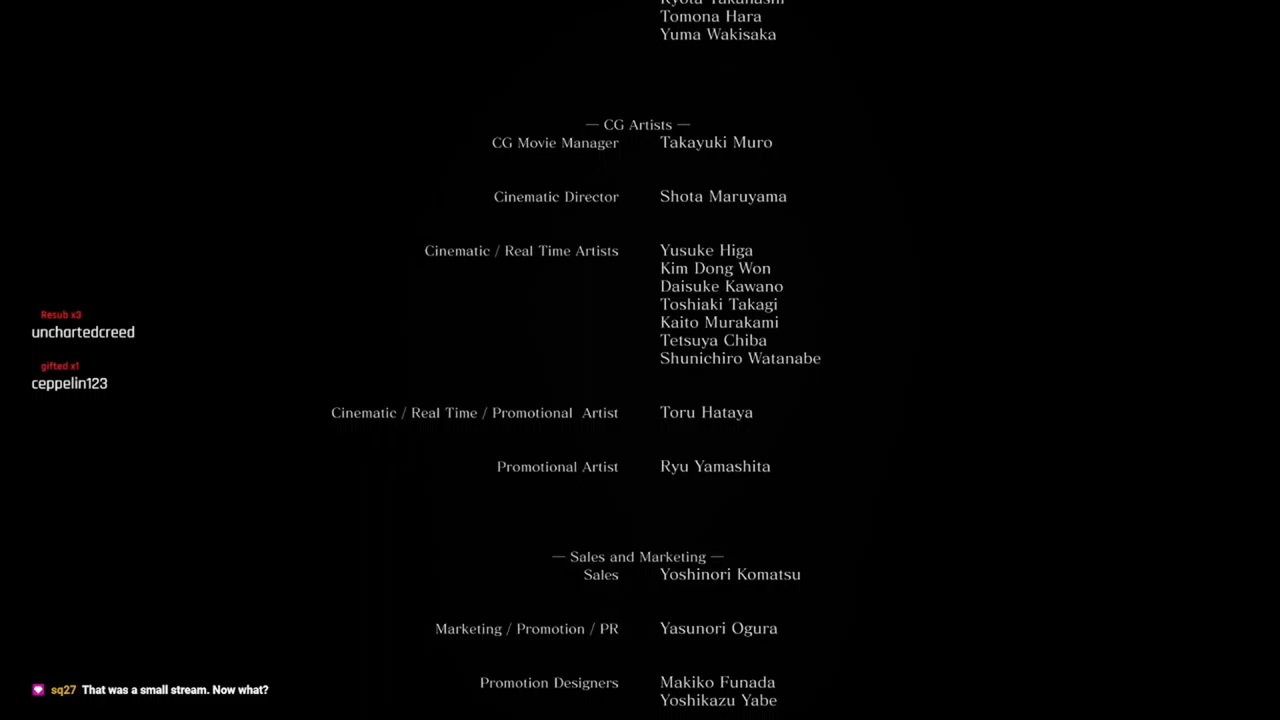 Ryota Takahashi
Tomona Hara
Yuma Wakisaka
— CG Artists —
CG Movie Manager Takayuki Muro
Cinematic Director Shota Maruyama
Cinematic / Real Time Artists Yusuke Higa
Kim Dong Won
Daisuke Kawano
Toshiaki Takagi
Kaito Murakami
Tetsuya Chiba
Shunichiro Watanabe
Cinematic / Real Time / Promotional Artist Toru Hataya
Promotional Artist Ryu Yamashita
— Sales and Marketing —
Sales Yoshinori Komatsu
Marketing / Promotion / PR Yasunori Ogura
Promotion Designers Makiko Funada
Yoshikazu Yabe
Resub x3
unchartedcreed
gifted x1
ceppelin123
sq27 That was a small stream. Now what?